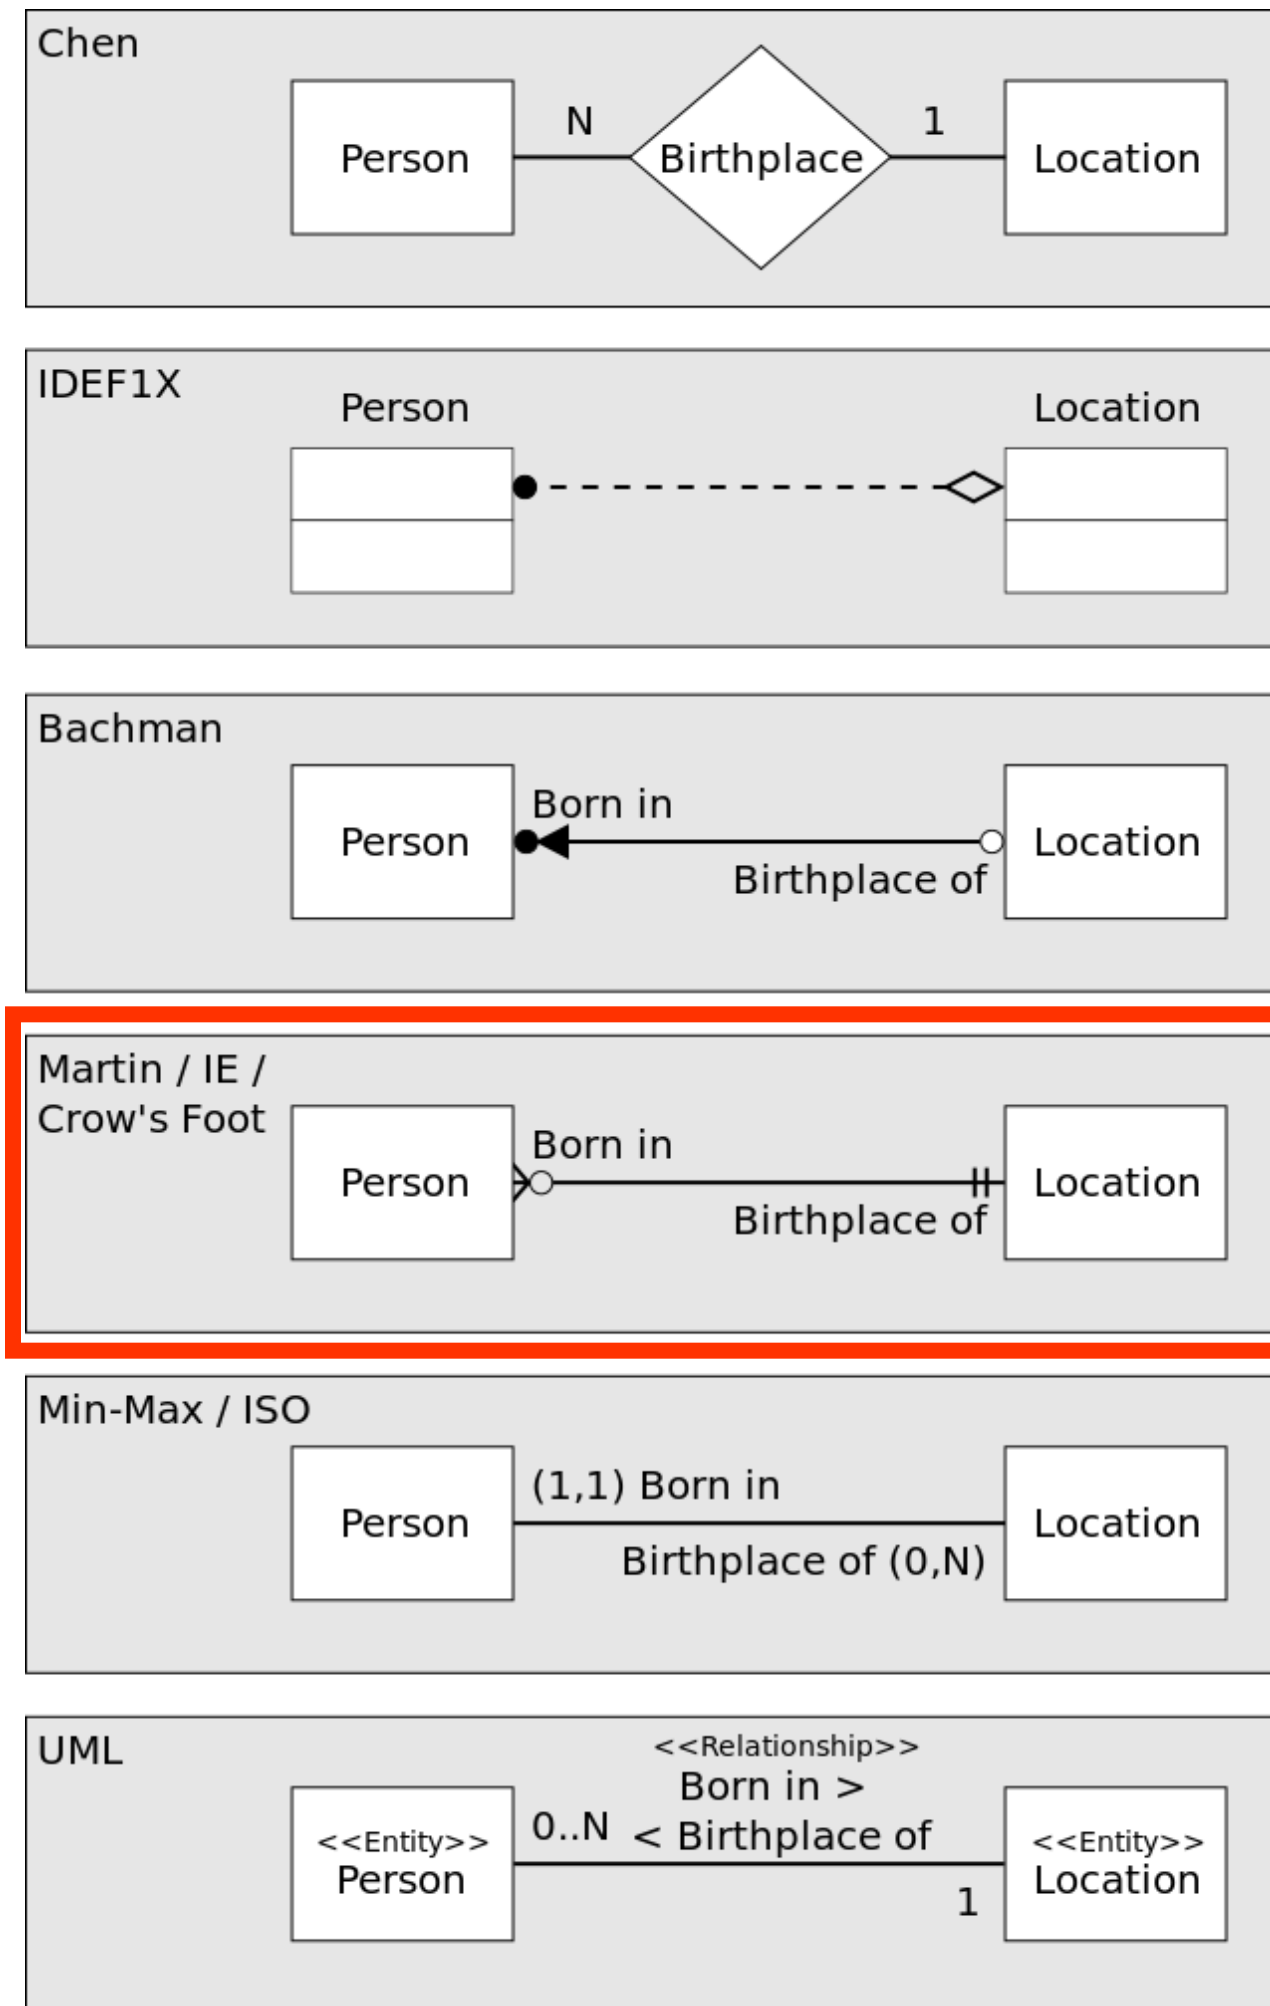 Chen
Person
N
Birthplace
1
Location
IDEF1X
Person
Location
Bachman
Person
Born in
Birthplace of
Location
Martin / IE /
Crow's Foot
Person
Born in
Birthplace of
Location
Min-Max / ISO
Person
(1,1) Born in
Birthplace of (0,N)
Location
UML
<<Entity>>
Person
<<Relationship>>
Born in >
0..N
< Birthplace of
1
<<Entity>>
Location